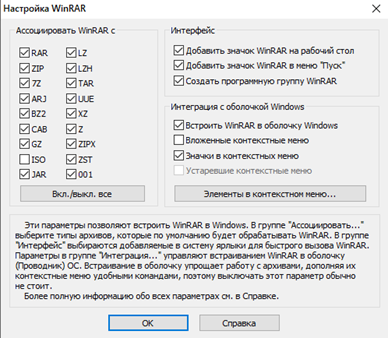 Настройка WinRAR
Ассоциировать WinRAR с
RAR
ZIP
7Z
ARJ
BZ2
CAB
GZ
ISO
JAR
LZ
LZH
TAR
UUE
XZ
Z
ZIPX
ZST
001
Вкл./выкл. все
Интерфейс
Добавить значок WinRAR на рабочий стол
Добавить значок WinRAR в меню "Пуск"
Создать программную группу WinRAR
Интеграция с оболочкой Windows
Встроить WinRAR в оболочку Windows
Вложенные контекстные меню
Значки в контекстных меню
Устаревшие контекстные меню
Элементы в контекстном меню...
Эти параметры позволяют встроить WinRAR в Windows. В группе "Ассоциировать..."
выберите типы архивов, которые по умолчанию будет обрабатывать WinRAR. В группе
"Интерфейс" выбираются добавляемые в систему ярлыки для быстрого вызова WinRAR.
Параметры в группе "Интеграция..." управляют встраиванием WinRAR в оболочку
(Проводник) ОС. Встраивание в оболочку упрощает работу с архивами, дополняя их
контекстные меню удобными командами, поэтому выключать этот параметр обычно
не стоит.
Более полную информацию обо всех параметрах см. в Справке.
ОК
Справка